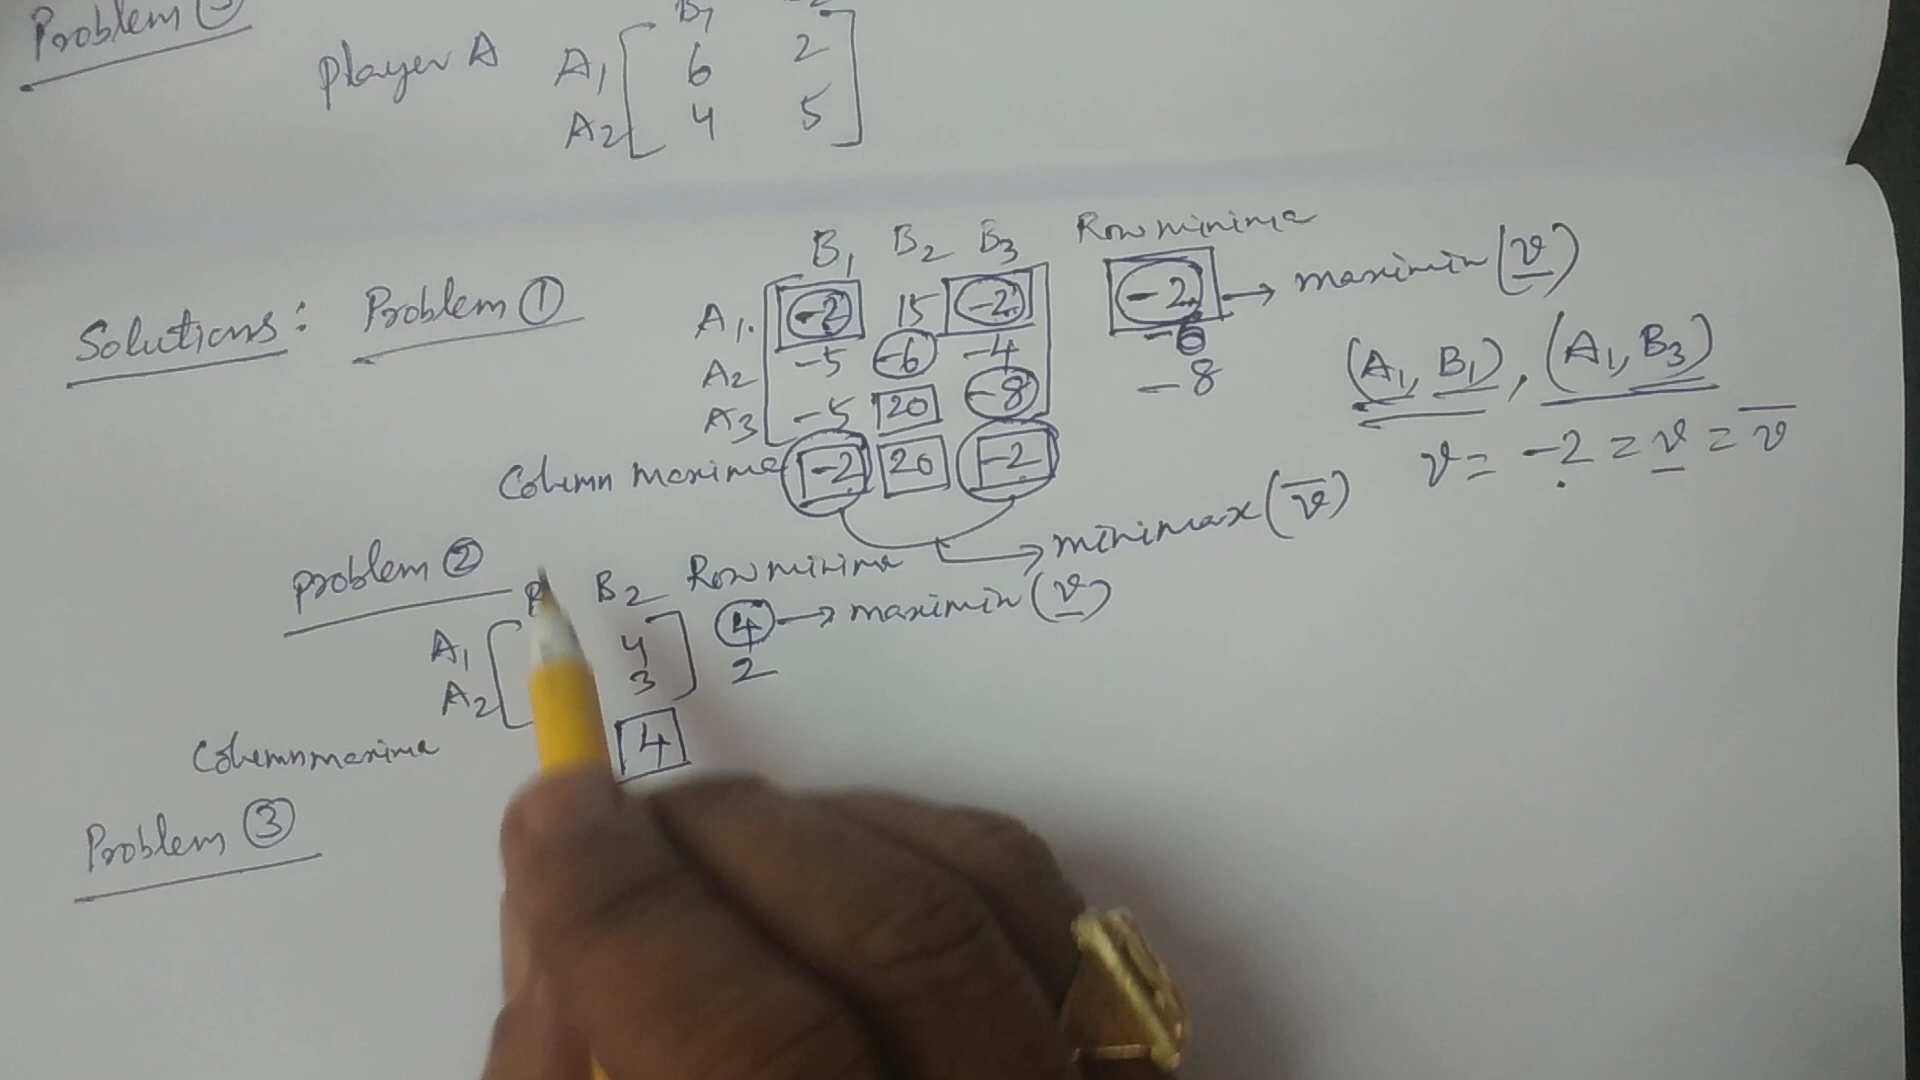 Problem 3
B1 B2
Player A A1 6 2
A2 4 5
Solutions: Problem 1
B1 B2 B3 Row minima
A1 -2 15 -2 -2 → maximin (v)
A2 -5 -6 -4 -6
A3 -5 20 -8 -8
Column maxima -2 20 -2
(A1, B1), (A1, B3)
v = -2 = v = v̅
minimax (v̅)
Problem 2
B2 Row minima
A1 4 4 → maximin (v)
A2 3 2
Column maxima 4
Problem 3